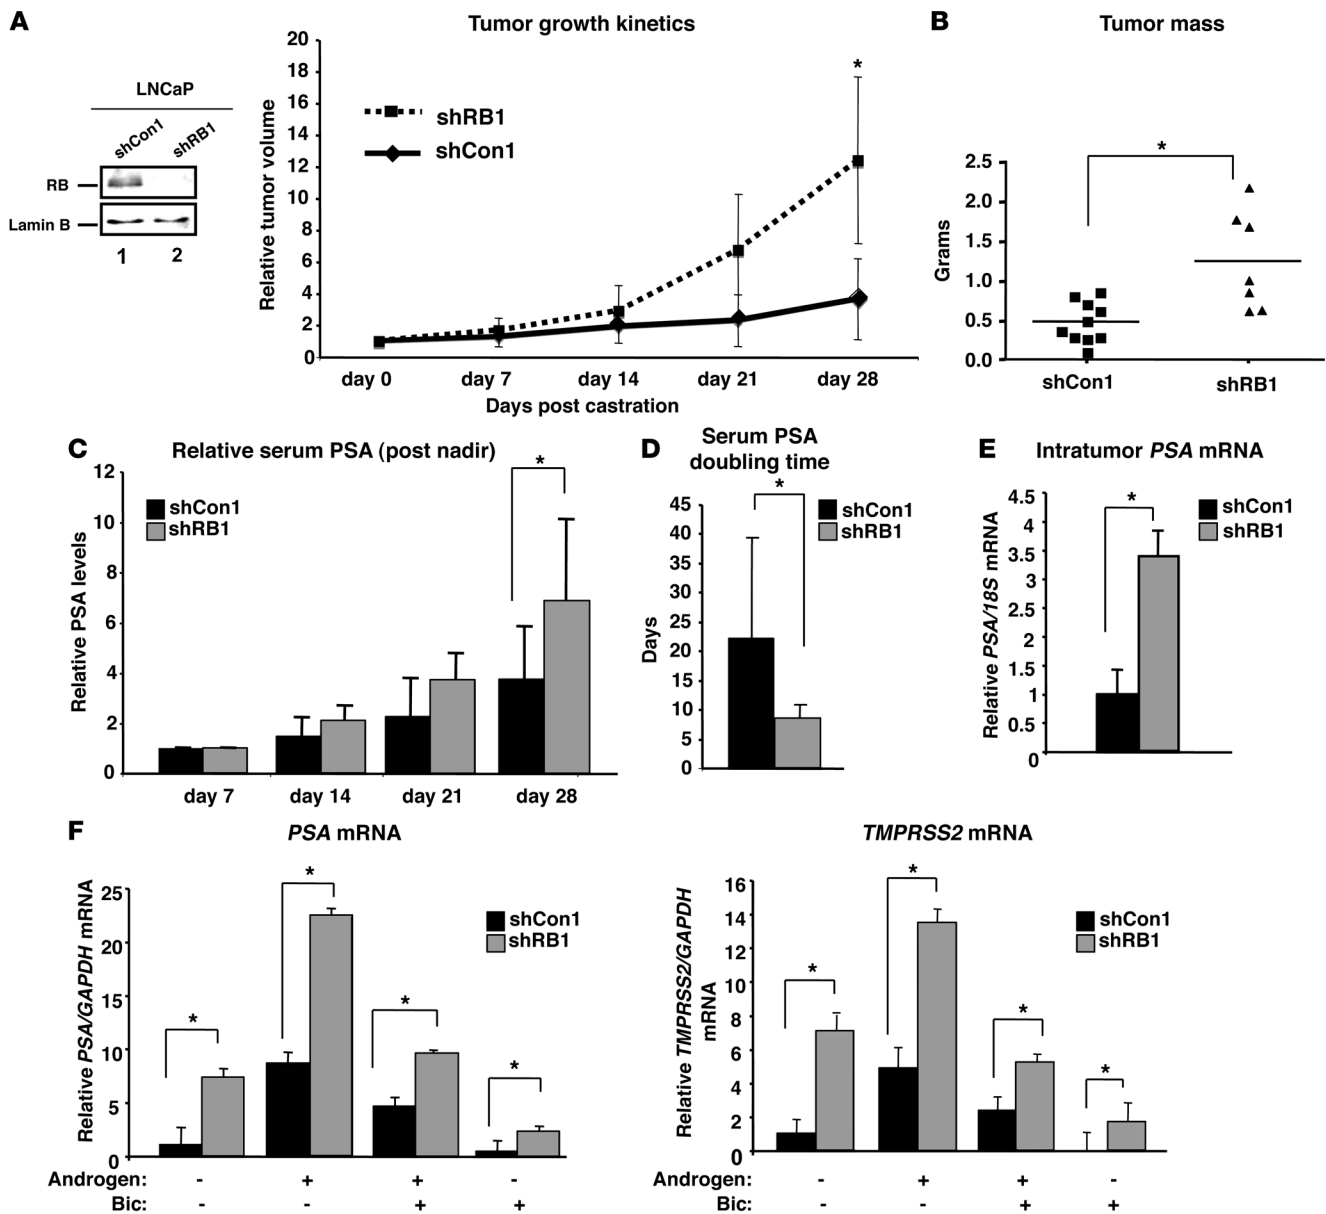 A
LNCaP
shCon1
shRB1
RB
Lamin B
1
2
Tumor growth kinetics
Relative tumor volume
20
18
16
14
12
10
8
6
4
2
0
shRB1
shCon1
*
day 0
day 7
day 14
day 21
day 28
Days post castration
B
Tumor mass
Grams
2.5
2.0
1.5
1.0
0.5
0.0
*
shCon1
shRB1
C
Relative serum PSA (post nadir)
Relative PSA levels
12
10
8
6
4
2
0
shCon1
shRB1
*
day 7
day 14
day 21
day 28
D
Serum PSA
doubling time
Days
45
40
35
30
25
20
15
10
5
0
*
shCon1
shRB1
E
Intratumor PSA mRNA
Relative PSA/18S mRNA
4.5
4
3.5
3
2.5
2
1.5
1
0.5
0
*
shCon1
shRB1
F
PSA mRNA
Relative PSA/GAPDH mRNA
25
20
15
10
5
0
*
*
*
*
shCon1
shRB1
Androgen: - + + -
Bic: - - + +
TMPRSS2 mRNA
Relative TMPRSS2/GAPDH
mRNA
16
14
12
10
8
6
4
2
0
*
*
*
*
shCon1
shRB1
Androgen: - + + -
Bic: - - + +